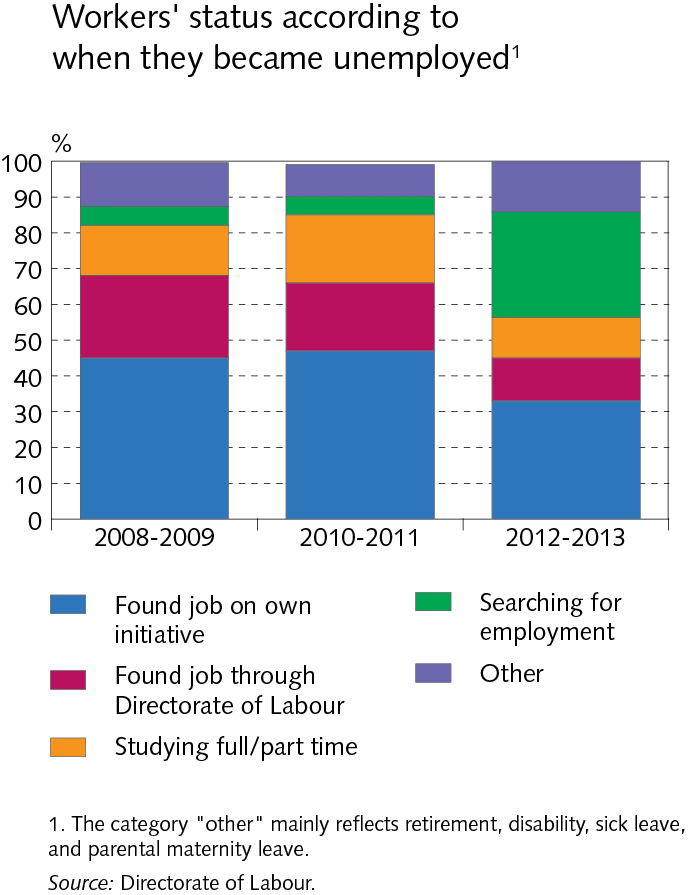 Workers' status according to
when they became unemployed¹
%
100
90
80
70
60
50
40
30
20
10
0
2008-2009
2010-2011
2012-2013
Found job on own
initiative
Found job through
Directorate of Labour
Studying full/part time
Searching for
employment
Other
1. The category "other" mainly reflects retirement, disability, sick leave,
and parental maternity leave.
Source: Directorate of Labour.